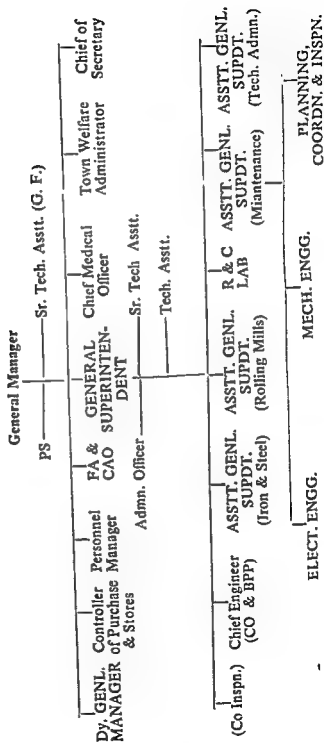 General Manager
PS
Sr. Tech. Asstt. (G. F.)
Dy. GENL.
MANAGER
Controller
of Purchase
& Stores
Personnel
Manager
FA &
CAO
GENERAL
SUPERINTEN-
DENT
Chief Medical
Officer
Town Welfare
Administrator
Chief of
Secretary
Admn. Officer
Sr. Tech Asstt.
Tech. Asstt.
(Co Inspn.)
Chief Engineer
(CO & BPP)
ASSTT. GENL.
SUPDT.
(Iron & Steel)
ASSTT. GENL.
SUPDT.
(Rolling Mills)
R & C
LAB
ASSTT. GENL.
SUPDT.
(Miantenance)
ASSTT. GENL.
SUPDT.
(Tech. Admn.)
ELECT. ENGG.
MECH. ENGG.
PLANNING,
COORDN. & INSPN.